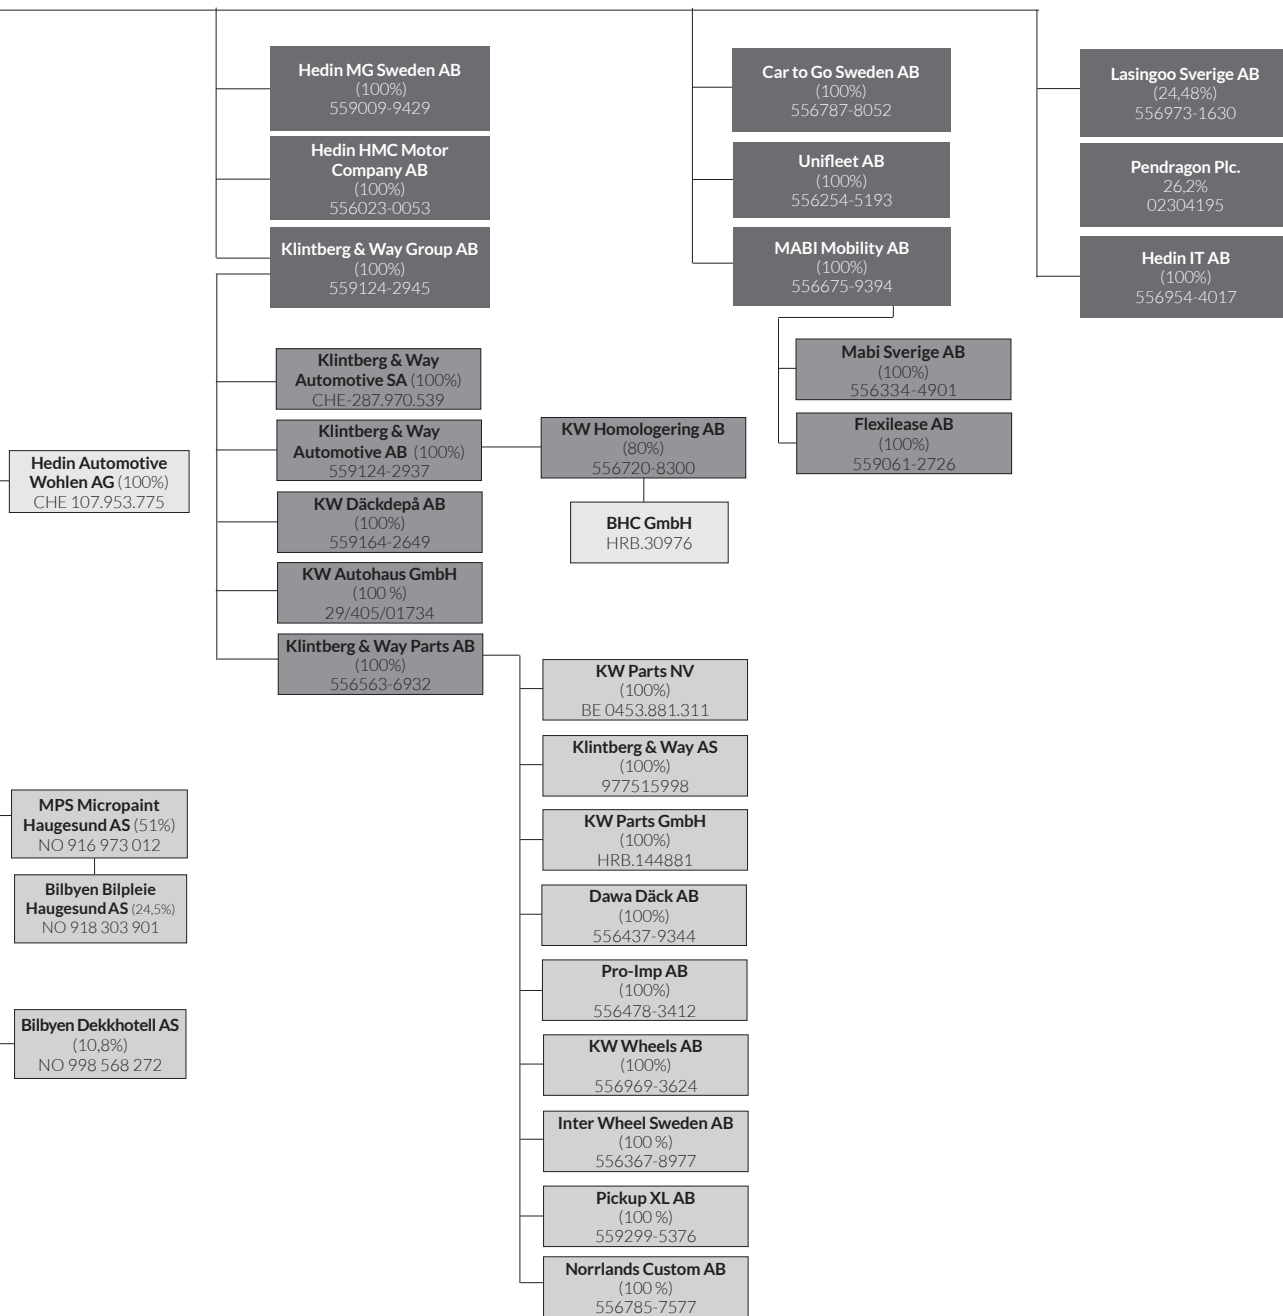 Hedin MG Sweden AB
(100%)
559009-9429
Hedin HMC Motor
Company AB
(100%)
556023-0053
Klintberg & Way Group AB
(100%)
559124-2945
Car to Go Sweden AB
(100%)
556787-8052
Unifleet AB
(100%)
556254-5193
MABI Mobility AB
(100%)
556675-9394
Lasingoo Sverige AB
(24,48%)
556973-1630
Pendragon Plc.
26,2%
02304195
Hedin IT AB
(100%)
556954-4017
Mabi Sverige AB
(100%)
556334-4901
Flexilease AB
(100%)
559061-2726
Klintberg & Way
Automotive SA (100%)
CHE-287.970.539
Klintberg & Way
Automotive AB (100%)
559124-2937
KW Däckdepå AB
(100%)
559164-2649
KW Autohaus GmbH
(100 %)
29/405/01734
Klintberg & Way Parts AB
(100%)
556563-6932
KW Homologering AB
(80%)
556720-8300
BHC GmbH
HRB.30976
Hedin Automotive
Wohlen AG (100%)
CHE 107.953.775
MPS Micropaint
Haugesund AS (51%)
NO 916 973 012
Bilbyen Bilpleie
Haugesund AS (24,5%)
NO 918 303 901
Bilbyen Dekkhotell AS
(10,8%)
NO 998 568 272
KW Parts NV
(100%)
BE 0453.881.311
Klintberg & Way AS
(100%)
977515998
KW Parts GmbH
(100%)
HRB.144881
Dawa Däck AB
(100%)
556437-9344
Pro-Imp AB
(100%)
556478-3412
KW Wheels AB
(100%)
556969-3624
Inter Wheel Sweden AB
(100 %)
556367-8977
Pickup XL AB
(100 %)
559299-5376
Norrlands Custom AB
(100 %)
556785-7577